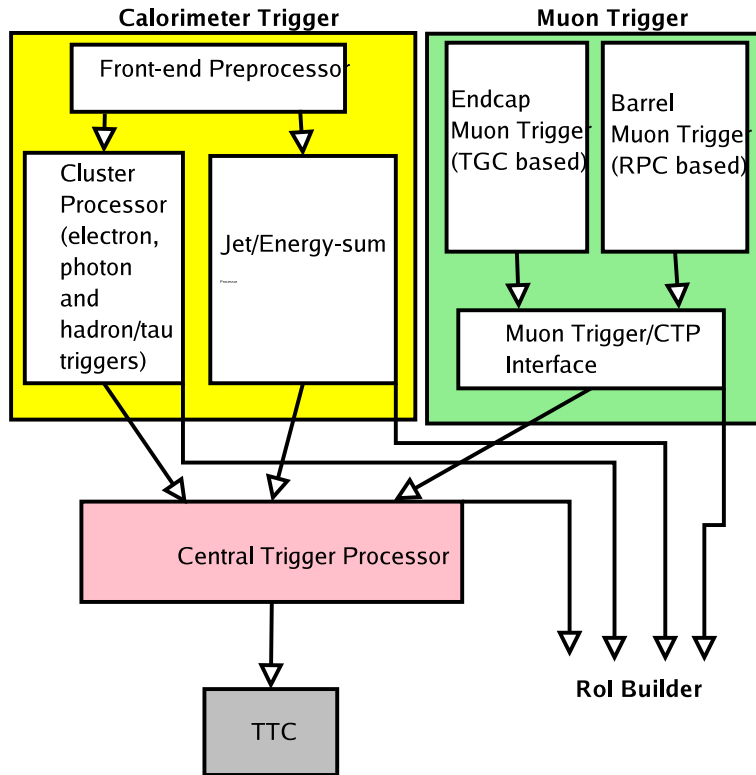 Calorimeter Trigger
Muon Trigger
Front-end Preprocessor
Endcap
Muon Trigger
(TGC based)
Barrel
Muon Trigger
(RPC based)
Cluster
Processor
(electron,
photon
and
hadron/tau
triggers)
Jet/Energy-sum
Processor
Muon Trigger/CTP
Interface
Central Trigger Processor
RoI Builder
TTC